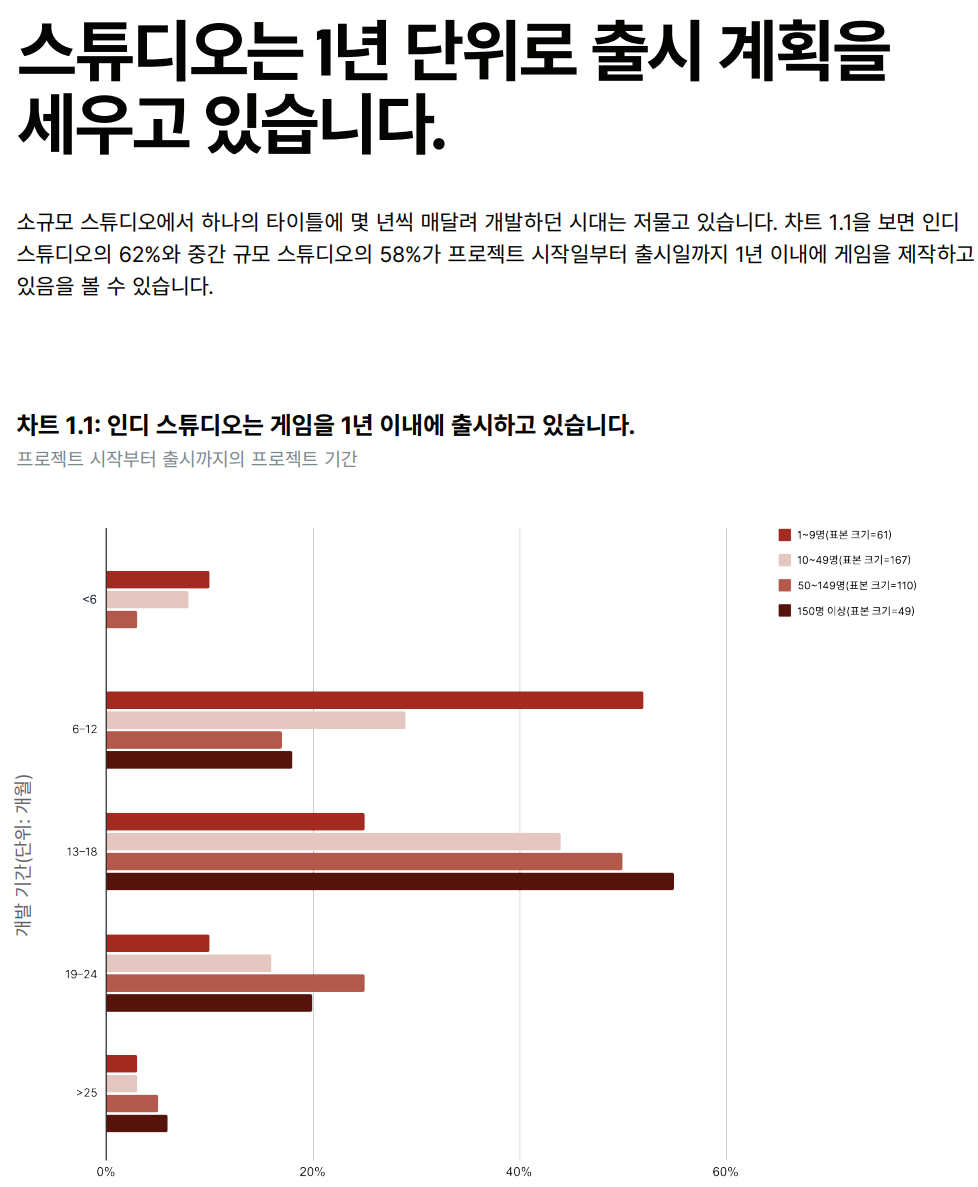 스튜디오는 1년 단위로 출시 계획을
세우고 있습니다.
소규모 스튜디오에서 하나의 타이틀에 몇 년씩 매달려 개발하던 시대는 저물고 있습니다. 차트 1.1을 보면 인디
스튜디오의 62%와 중간 규모 스튜디오의 58%가 프로젝트 시작일부터 출시일까지 1년 이내에 게임을 제작하고
있음을 볼 수 있습니다.
차트 1.1: 인디 스튜디오는 게임을 1년 이내에 출시하고 있습니다.
프로젝트 시작부터 출시까지의 프로젝트 기간
1~9명(표본 크기=61)
10~49명(표본 크기=167)
50~149명(표본 크기=110)
150명 이상(표본 크기=49)
개발 기간(단위: 개월)
<6
6–12
13–18
19–24
>25
0%
20%
40%
60%